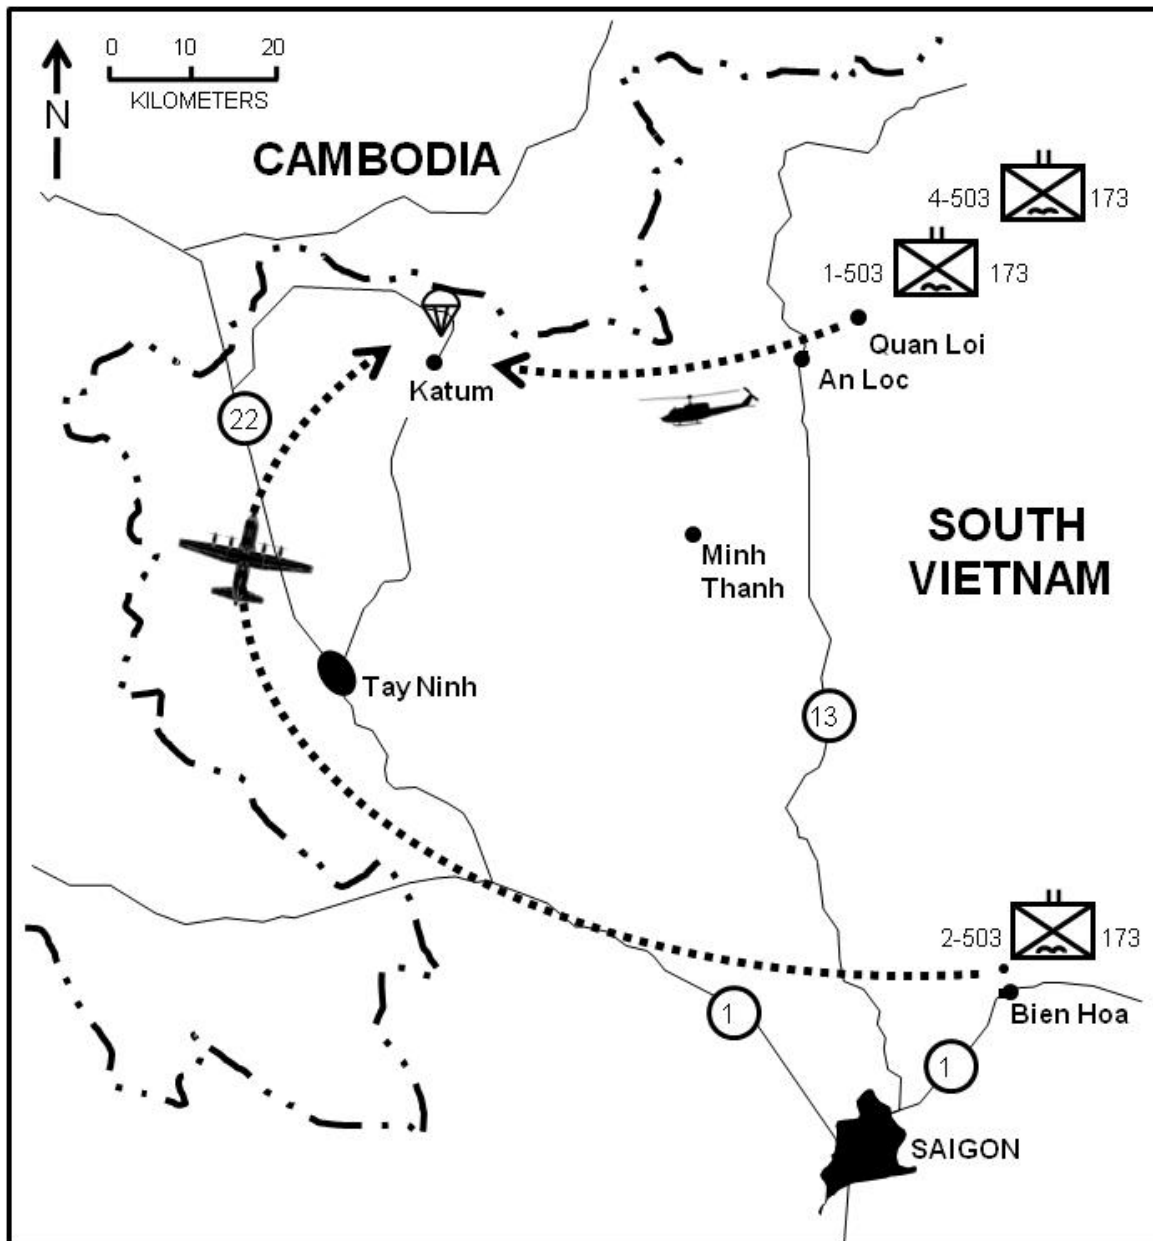 0 10 20
KILOMETERS
N
CAMBODIA
4-503 173
1-503 173
Quan Loi
An Loc
Katum
22
SOUTH
VIETNAM
Minh
Thanh
Tay Ninh
13
2-503 173
Bien Hoa
1
1
SAIGON